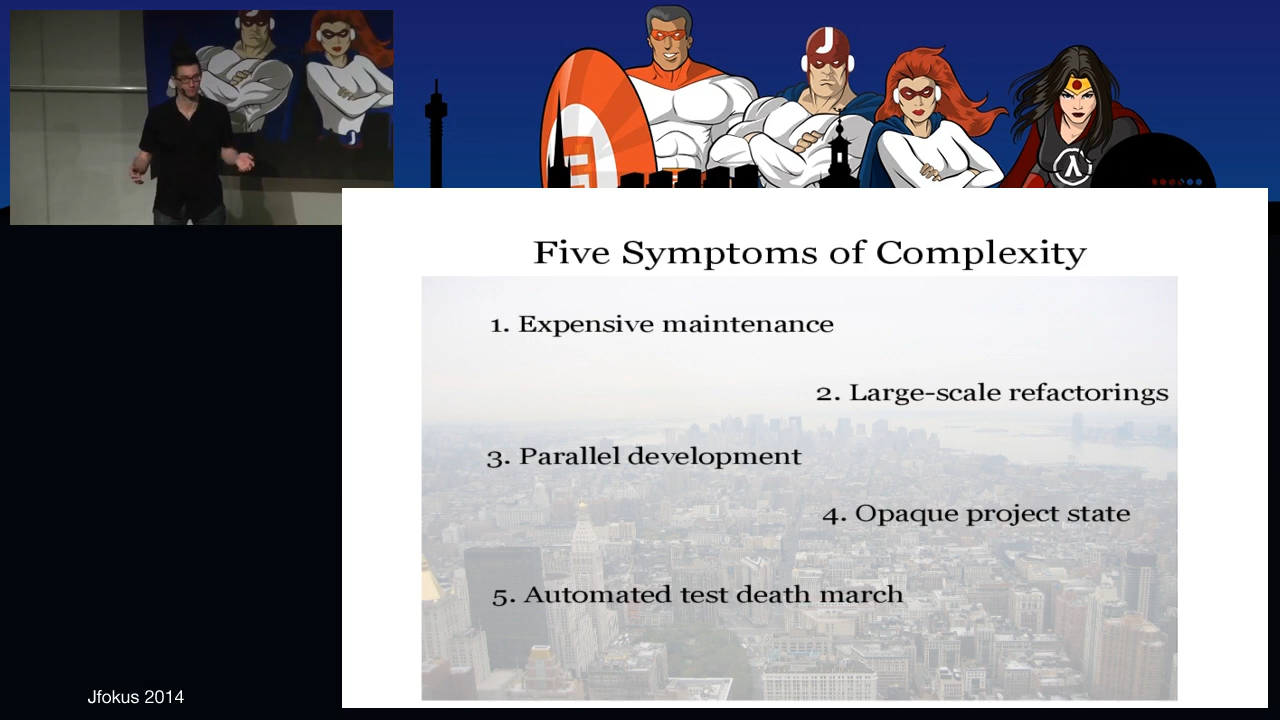 J
λ
Five Symptoms of Complexity
1. Expensive maintenance
2. Large-scale refactorings
3. Parallel development
4. Opaque project state
5. Automated test death march
Jfokus 2014